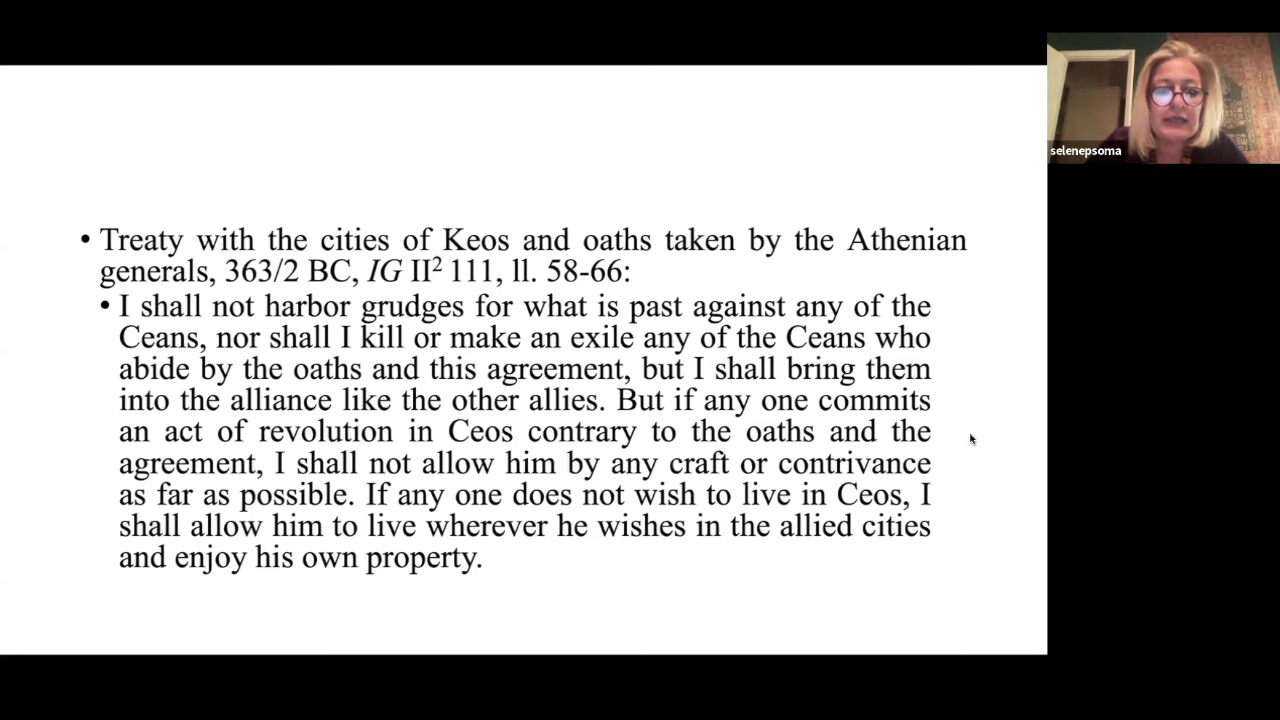 • Treaty with the cities of Keos and oaths taken by the Athenian
generals, 363/2 BC, IG II² 111, ll. 58-66:
• I shall not harbor grudges for what is past against any of the
Ceans, nor shall I kill or make an exile any of the Ceans who
abide by the oaths and this agreement, but I shall bring them
into the alliance like the other allies. But if any one commits
an act of revolution in Ceos contrary to the oaths and the
agreement, I shall not allow him by any craft or contrivance
as far as possible. If any one does not wish to live in Ceos, I
shall allow him to live wherever he wishes in the allied cities
and enjoy his own property.
selenepsoma